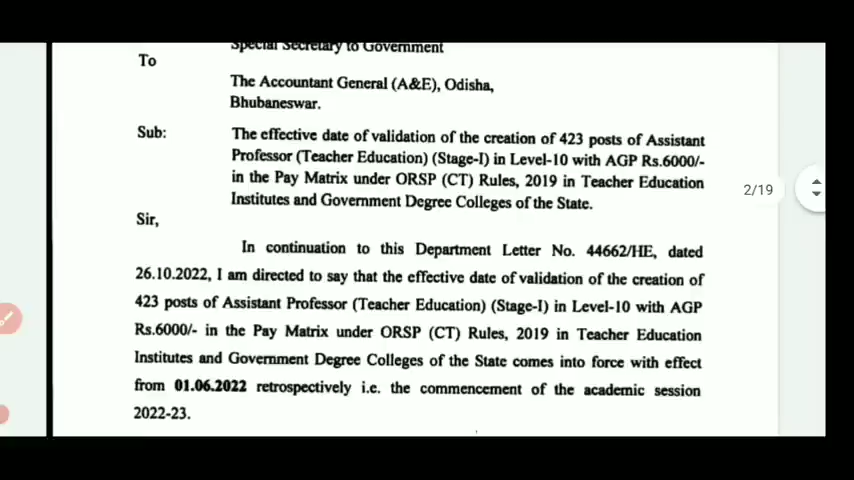 Special Secretary to Government
To
The Accountant General (A&E), Odisha,
Bhubaneswar.
Sub: The effective date of validation of the creation of 423 posts of Assistant
Professor (Teacher Education) (Stage-I) in Level-10 with AGP Rs.6000/-
in the Pay Matrix under ORSP (CT) Rules, 2019 in Teacher Education
Institutes and Government Degree Colleges of the State.
Sir,
In continuation to this Department Letter No. 44662/HE, dated
26.10.2022, I am directed to say that the effective date of validation of the creation of
423 posts of Assistant Professor (Teacher Education) (Stage-I) in Level-10 with AGP
Rs.6000/- in the Pay Matrix under ORSP (CT) Rules, 2019 in Teacher Education
Institutes and Government Degree Colleges of the State comes into force with effect
from 01.06.2022 retrospectively i.e. the commencement of the academic session
2022-23.
2/19